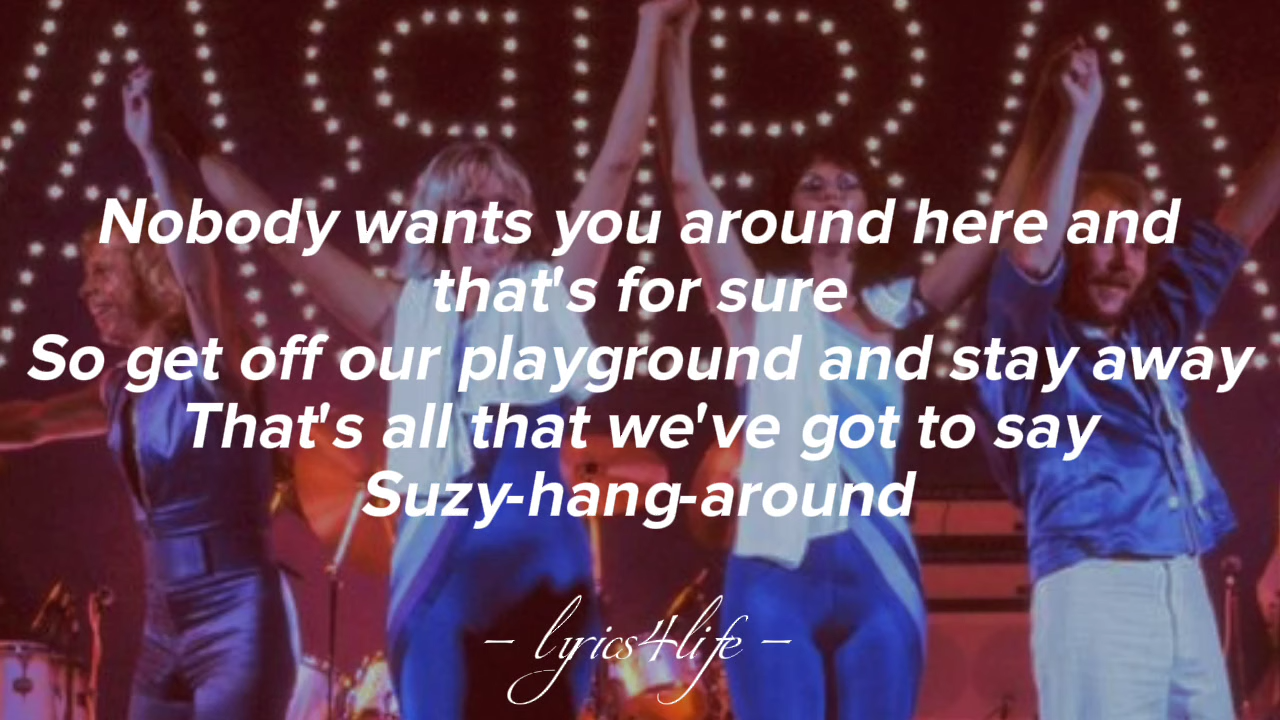 ABBA
Nobody wants you around here and
that's for sure
So get off our playground and stay away
That's all that we've got to say
Suzy-hang-around
– lyrics4life –